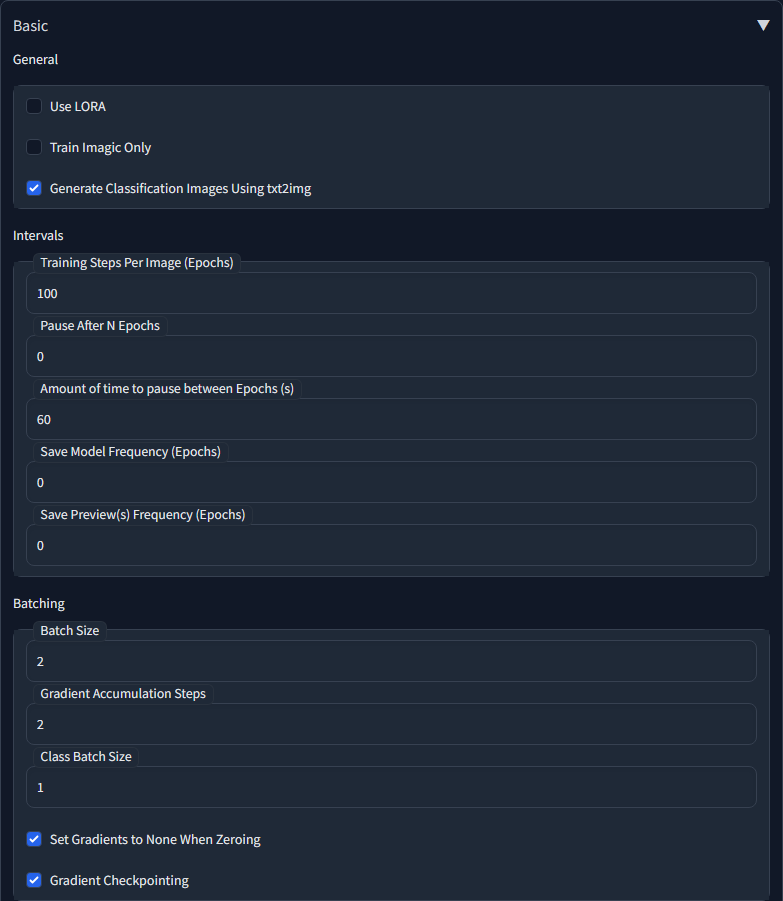 Basic
General
Use LORA
Train Imagic Only
Generate Classification Images Using txt2img
Intervals
Training Steps Per Image (Epochs)
100
Pause After N Epochs
0
Amount of time to pause between Epochs (s)
60
Save Model Frequency (Epochs)
0
Save Preview(s) Frequency (Epochs)
0
Batching
Batch Size
2
Gradient Accumulation Steps
2
Class Batch Size
1
Set Gradients to None When Zeroing
Gradient Checkpointing